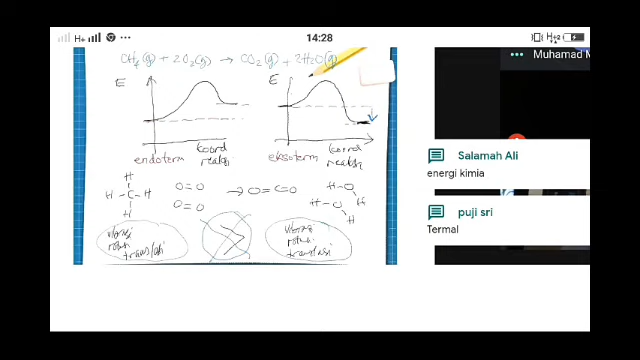 H+
14:28
H+2
CH4(g) + 2O2(g) → CO2(g) + 2H2O(g)
Muhamad M
E
E
koord
reaksi
koord
reaksi
endoterm
eksoterm
Salamah Ali
energi kimia
H
H - C - H
H
O=O
O=O
→ O=C=O
H-O
H
H-O
H
puji sri
Termal
vibrasi
rotasi
translasi
vibrasi
rotasi
translasi